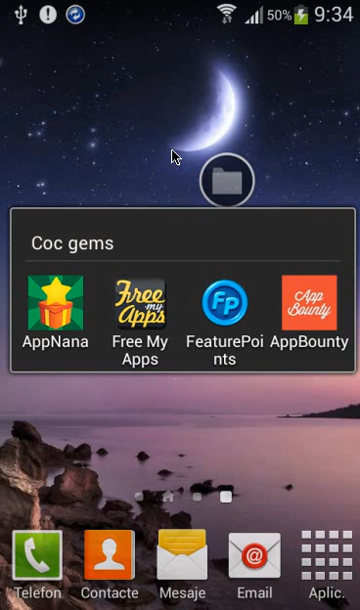 50% 9:34
Coc gems
Free
my
Apps
Fp
App
Bounty
AppNana
Free My
Apps
FeaturePoi
nts
AppBounty
@
Telefon
Contacte
Mesaje
Email
Aplic.